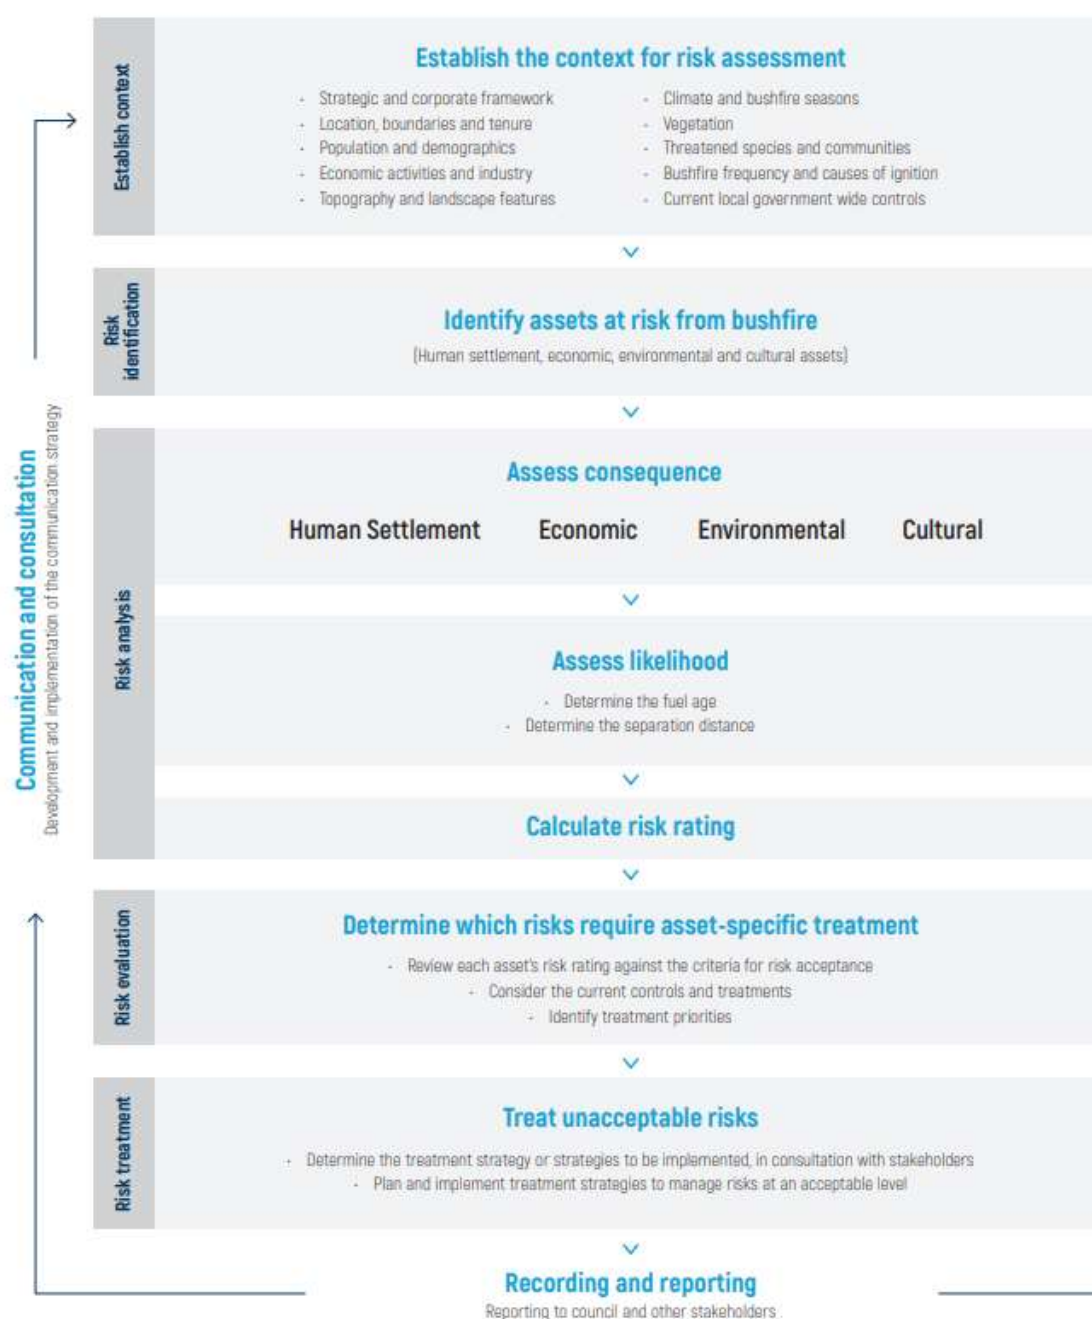 Establish context
Establish the context for risk assessment
- Strategic and corporate framework
- Location, boundaries and tenure
- Population and demographics
- Economic activities and industry
- Topography and landscape features
- Climate and bushfire seasons
- Vegetation
- Threatened species and communities
- Bushfire frequency and causes of ignition
- Current local government wide controls
Risk
identification
Identify assets at risk from bushfire
(Human settlement, economic, environmental and cultural assets)
Communication and consultation
Development and implementation of the communication strategy
Risk analysis
Assess consequence
Human Settlement Economic Environmental Cultural
Assess likelihood
- Determine the fuel age
- Determine the separation distance
Calculate risk rating
Risk evaluation
Determine which risks require asset-specific treatment
- Review each asset's risk rating against the criteria for risk acceptance
- Consider the current controls and treatments
- Identify treatment priorities
Risk treatment
Treat unacceptable risks
- Determine the treatment strategy or strategies to be implemented, in consultation with stakeholders
- Plan and implement treatment strategies to manage risks at an acceptable level
Recording and reporting
Reporting to council and other stakeholders